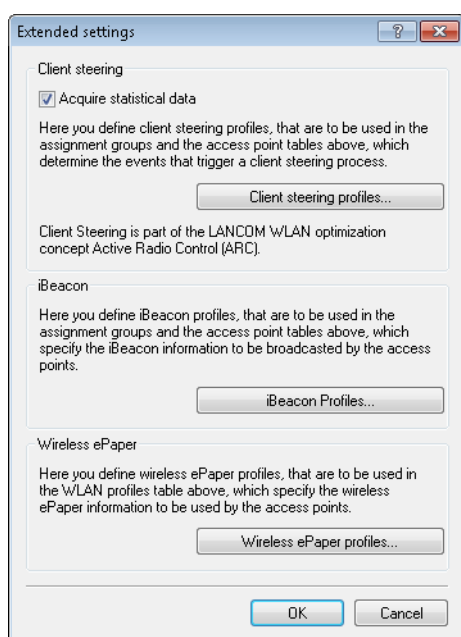 Extended settings
?
Client steering
Acquire statistical data
Here you define client steering profiles, that are to be used in the
assignment groups and the access point tables above, which
determine the events that trigger a client steering process.
Client steering profiles...
Client Steering is part of the LANCOM WLAN optimization
concept Active Radio Control (ARC).
iBeacon
Here you define iBeacon profiles, that are to be used in the
assignment groups and the access point tables above, which
specify the iBeacon information to be broadcasted by the access
points.
iBeacon Profiles...
Wireless ePaper
Here you define wireless ePaper profiles, that are to be used in
the WLAN profiles table above, which specify the wireless
ePaper information to be used by the access points.
Wireless ePaper profiles...
OK
Cancel